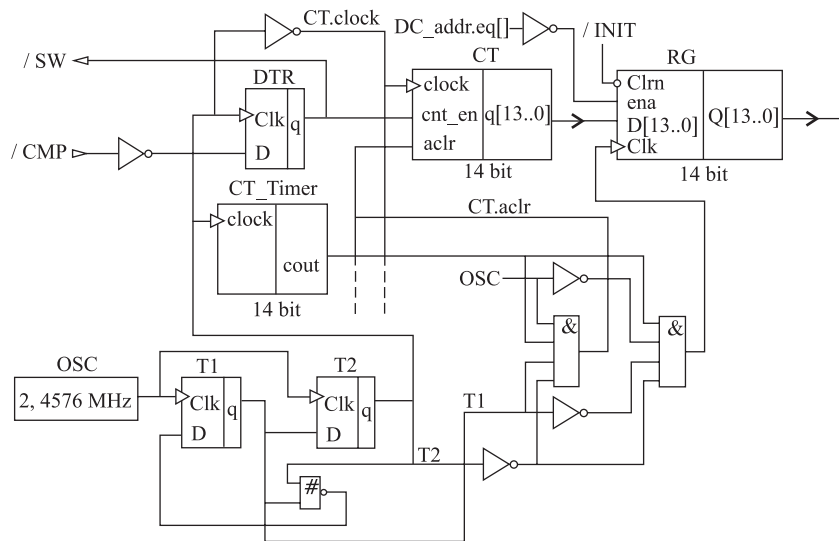 CT.clock
DC_addr.eq[]
/ INIT
/ SW
DTR
CT
RG
clock
Clrn
Clk
q
cnt_en
q[13..0]
ena
D[13..0]
Q[13..0]
D
aclr
Clk
/ CMP
14 bit
14 bit
CT_Timer
clock
CT.aclr
cout
OSC
14 bit
&
&
OSC
T1
T2
2, 4576 MHz
Clk
q
Clk
q
T1
D
D
T2
#